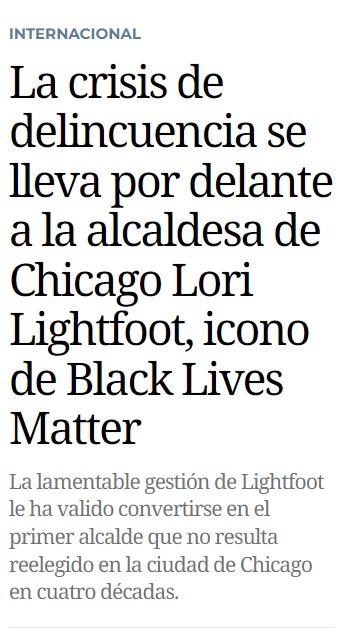 INTERNACIONAL
La crisis de
delincuencia se
lleva por delante
a la alcaldesa de
Chicago Lori
Lightfoot, icono
de Black Lives
Matter
La lamentable gestión de Lightfoot
le ha valido convertirse en el
primer alcalde que no resulta
reelegido en la ciudad de Chicago
en cuatro décadas.